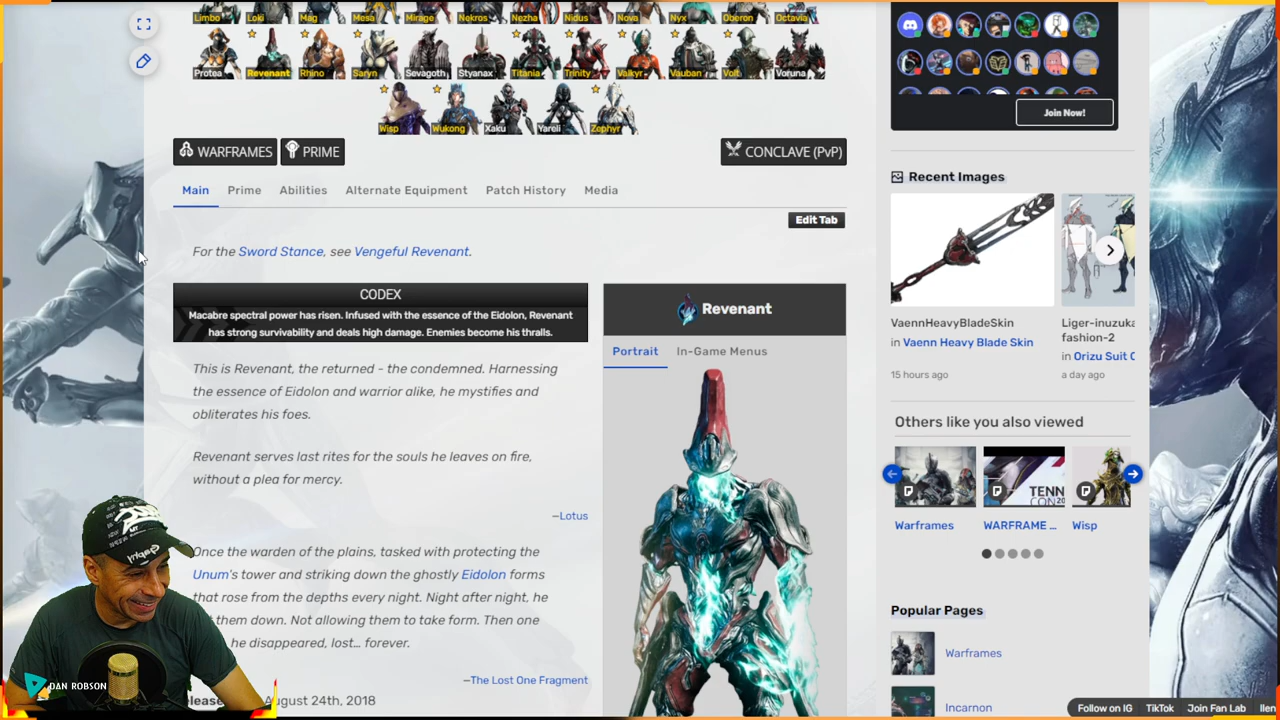 Limbo Loki Mag Mesa Mirage Nekros Nezha Nidus Nova Nyx Oberon Octavia
Protea Revenant Rhino Saryn Sevagoth Styanax Titania Trinity Valkyr Vauban Volt Voruna
Wisp Wukong Xaku Yareli Zephyr
WARFRAMES PRIME CONCLAVE (PvP)
Main Prime Abilities Alternate Equipment Patch History Media
Edit Tab
For the Sword Stance, see Vengeful Revenant.
CODEX
Macabre spectral power has risen. Infused with the essence of the Eidolon, Revenant
has strong survivability and deals high damage. Enemies become his thralls.
This is Revenant, the returned - the condemned. Harnessing
the essence of Eidolon and warrior alike, he mystifies and
obliterates his foes.
Revenant serves last rites for the souls he leaves on fire,
without a plea for mercy.
—Lotus
Once the warden of the plains, tasked with protecting the
Unum's tower and striking down the ghostly Eidolon forms
that rose from the depths every night. Night after night, he
them down. Not allowing them to take form. Then one
he disappeared, lost... forever.
—The Lost One Fragment
August 24th, 2018
Revenant
Portrait In-Game Menus
Join Now!
Recent Images
VaennHeavyBladeSkin
in Vaenn Heavy Blade Skin
15 hours ago
Liger-inuzuka
fashion-2
in Orizu Suit C
a day ago
Others like you also viewed
TENN
CON20
Warframes WARFRAME ... Wisp
Popular Pages
Warframes
Incarnon
DAN ROBSON
Follow on IG TikTok Join Fan Lab